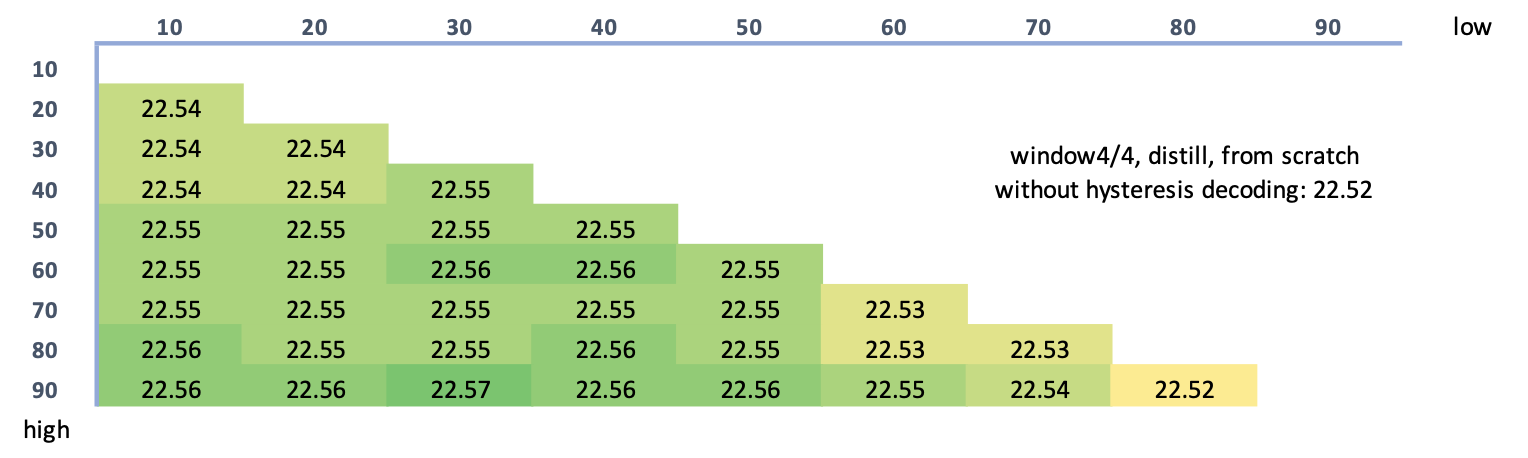 10 20 30 40 50 60 70 80 90 low
10
20 22.54
30 22.54 22.54
window4/4, distill, from scratch
40 22.54 22.54 22.55
without hysteresis decoding: 22.52
50 22.55 22.55 22.55 22.55
60 22.55 22.55 22.56 22.56 22.55
70 22.55 22.55 22.55 22.55 22.55 22.53
80 22.56 22.55 22.55 22.56 22.55 22.53 22.53
90 22.56 22.56 22.57 22.56 22.56 22.55 22.54 22.52
high